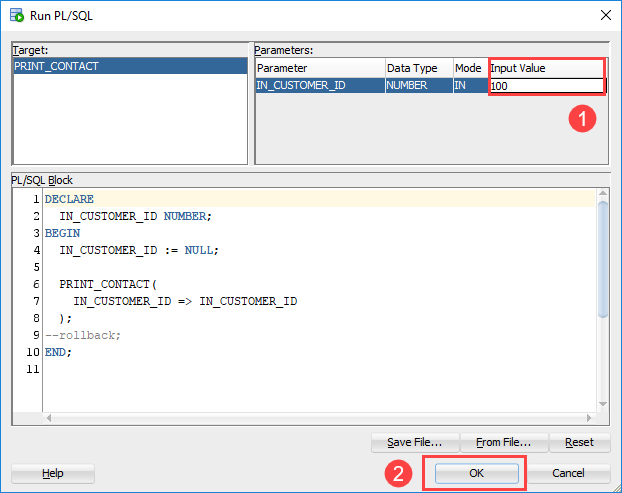 Run PL/SQL
Target:
PRINT_CONTACT
Parameters:
Parameter Data Type Mode Input Value
IN_CUSTOMER_ID NUMBER IN 100
1
PL/SQL Block
1 DECLARE
2 IN_CUSTOMER_ID NUMBER;
3 BEGIN
4 IN_CUSTOMER_ID := NULL;
5
6 PRINT_CONTACT(
7 IN_CUSTOMER_ID => IN_CUSTOMER_ID
8 );
9 --rollback;
10 END;
11
Save File... From File... Reset
Help 2 OK Cancel